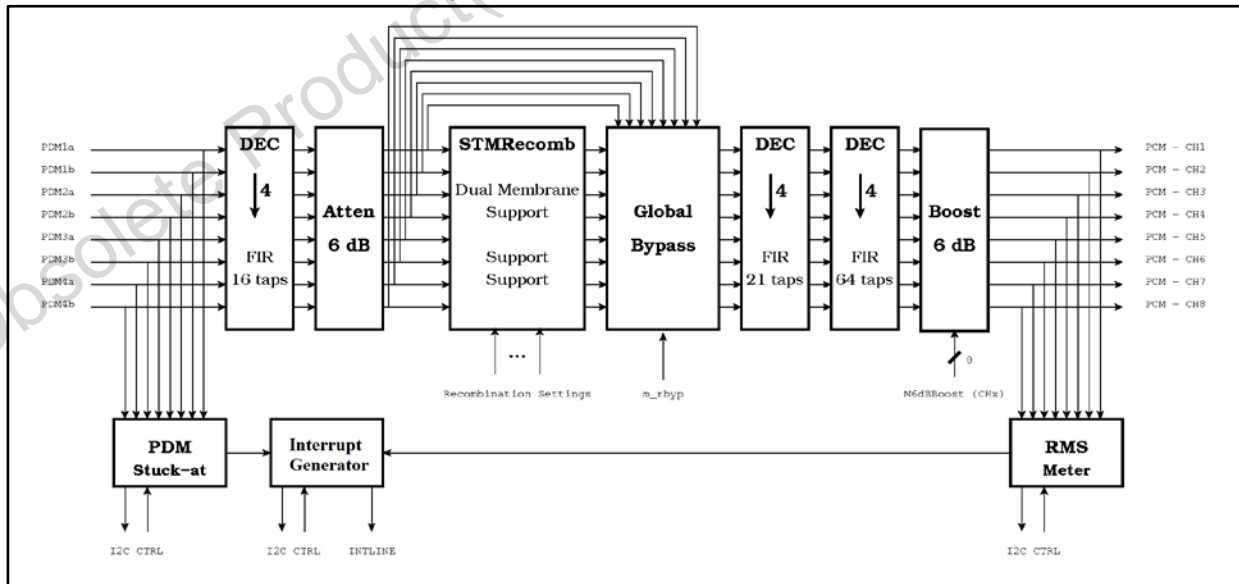 Obsolete Product(
PDM1a
PDM1b
PDM2a
PDM2b
PDM3a
PDM3b
PDM4a
PDM4b
DEC
4
FIR
16 taps
Atten
6 dB
STMRecomb
Dual Membrane
Support
Support
Support
Global
Bypass
DEC
4
FIR
21 taps
DEC
4
FIR
64 taps
Boost
6 dB
PCM - CH1
PCM - CH2
PCM - CH3
PCM - CH4
PCM - CH5
PCM - CH6
PCM - CH7
PCM - CH8
...
Recombination Settings
m_rbyp
8
M6dBBoost (CHx)
PDM
Stuck-at
Interrupt
Generator
RMS
Meter
I2C CTRL
I2C CTRL
INTLINE
I2C CTRL